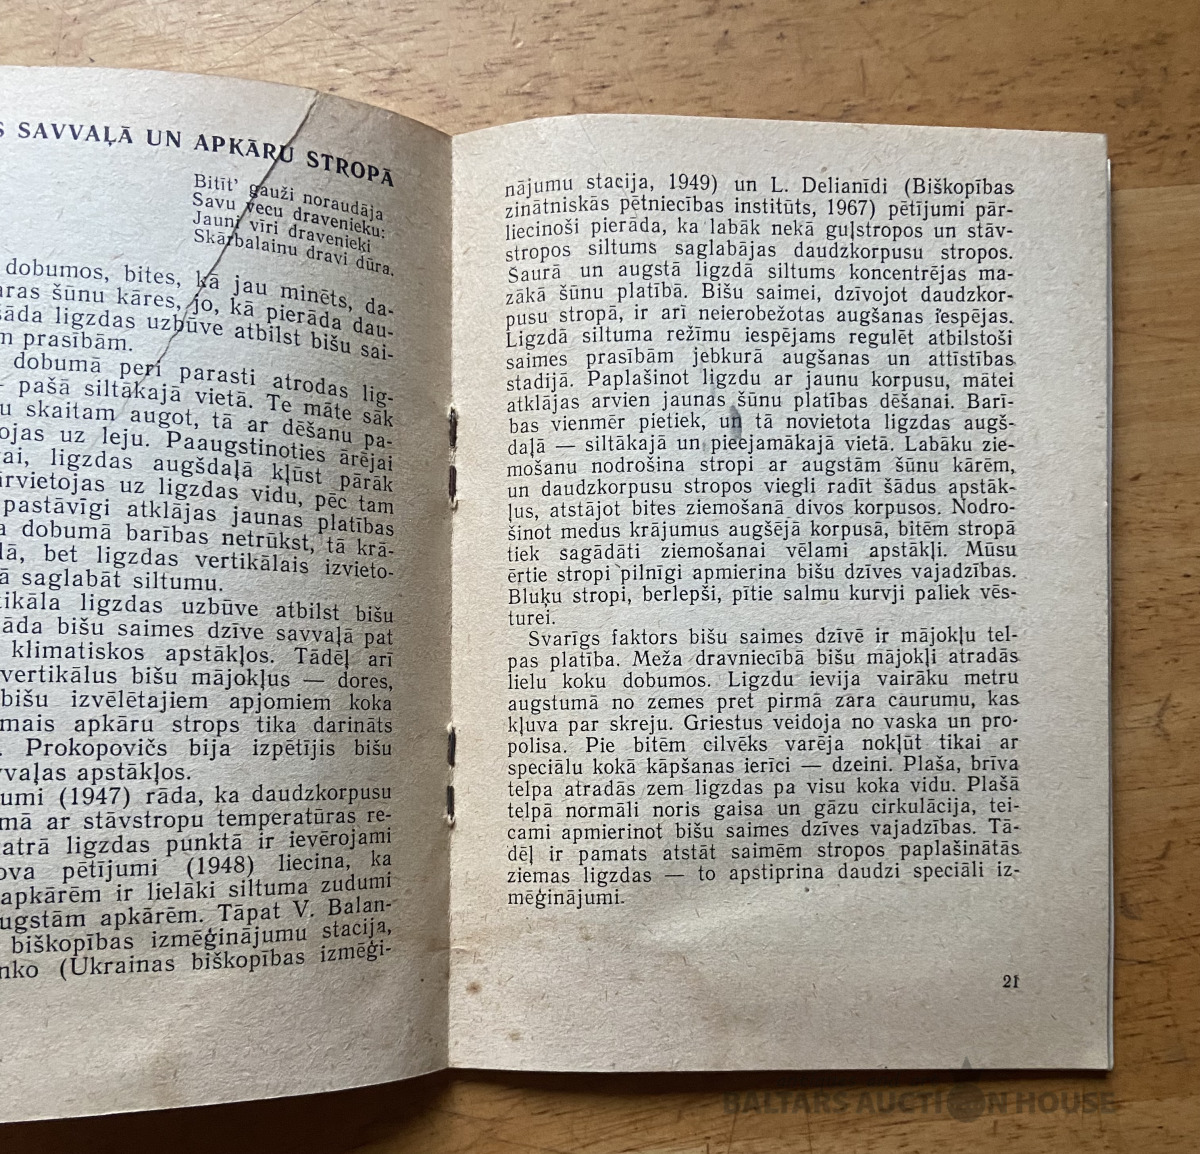 SAVVAĻĀ UN APKĀRU STROPĀ
Bitīt' gauži noraudāja
Savu vecu dravenieku:
Jauni vīri dravenieki
Skārbalainu dravi dūra.
dobumos, bites, kā jau minēts, da-
šūnu kāres, jo, kā pierāda dau-
ligzdas uzbūve atbilst bišu sai-
prasībām.
dobumā perī parasti atrodas lig-
pašā siltākajā vietā. Te māte sāk
skaitam augot, tā ar dēšanu pa-
uz leju. Paaugstinoties ārējai
ligzdas augšdaļā kļūst pārāk
uz ligzdas vidu, pēc tam
pastāvīgi atklājas jaunas platības
dobumā barības netrūkst, tā krā-
bet ligzdas vertikālais izvieto-
saglabāt siltumu.
ligzdas uzbūve atbilst bišu
bišu saimes dzīve savvaļā pat
klimatiskos apstākļos. Tādēļ arī
vertikālus bišu mājokļus — dores,
bišu izvēlētajiem apjomiem koka
apkāru strops tika darināts
Prokopovičs bija izpētījis bišu
apstākļos.
(1947) rāda, ka daudzkorpusu
ar stāvstropu temperatūras re-
ligzdas punktā ir ievērojami
pētījumi (1948) liecina, ka
apkārēm ir lielāki siltuma zudumi
apkārēm. Tāpat V. Balan-
biškopības izmēģinājumu stacija,
(Ukrainas biškopības izmēģi-
nājumu stacija, 1949) un L. Delianīdi (Biškopības
zinātniskās pētniecības institūts, 1967) pētījumi pār-
liecinoši pierāda, ka labāk nekā guļstropos un stāv-
stropos siltums saglabājas daudzkorpusu stropos.
Šaurā un augstā ligzdā siltums koncentrējas ma-
zākā šūnu platībā. Bišu saimei, dzīvojot daudzkor-
pusu stropā, ir arī neierobežotas augšanas iespējas.
Ligzdā siltuma režīmu iespējams regulēt atbilstoši
saimes prasībām jebkurā augšanas un attīstības
stadijā. Paplašinot ligzdu ar jaunu korpusu, mātei
atklājas arvien jaunas šūnu platības dēšanai. Barī-
bas vienmēr pietiek, un tā novietota ligzdas augš-
daļā — siltākajā un pieejamākajā vietā. Labāku zie-
mošanu nodrošina stropi ar augstām šūnu kārēm,
un daudzkorpusu stropos viegli radīt šādus apstāk-
ļus, atstājot bites ziemošanā divos korpusos. Nodro-
šinot medus krājumus augšējā korpusā, bitēm stropā
tiek sagādāti ziemošanai vēlami apstākļi. Mūsu
ērtie stropi pilnīgi apmierina bišu dzīves vajadzības.
Bluķu stropi, berlepši, pītie salmu kurvji paliek vēs-
turei.
Svarīgs faktors bišu saimes dzīvē ir mājokļu tel-
pas platība. Meža dravniecībā bišu mājokļi atradās
lielu koku dobumos. Ligzdu ievija vairāku metru
augstumā no zemes pret pirmā zara caurumu, kas
kļuva par skreju. Griestus veidoja no vaska un pro-
polisa. Pie bitēm cilvēks varēja nokļūt tikai ar
speciālu kokā kāpšanas ierīci — dzeini. Plaša, brīva
telpa atradās zem ligzdas pa visu koka vidu. Plašā
telpā normāli noris gaisa un gāzu cirkulācija, tei-
cami apmierinot bišu saimes dzīves vajadzības. Tā-
dēļ ir pamats atstāt saimēm stropos paplašinātās
ziemas ligzdas — to apstiprina daudzi speciāli iz-
mēģinājumi.
21
BALTARS AUCTION HOUSE